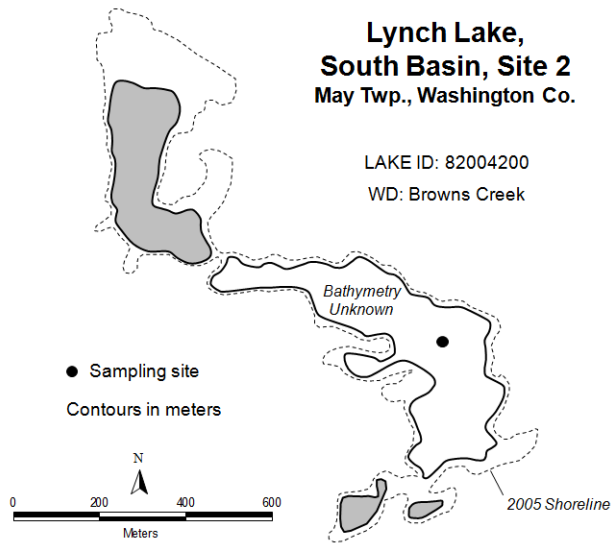 Lynch Lake,
South Basin, Site 2
May Twp., Washington Co.
LAKE ID: 82004200
WD: Browns Creek
Bathymetry
Unknown
Sampling site
Contours in meters
N
0 200 400 600
Meters
2005 Shoreline